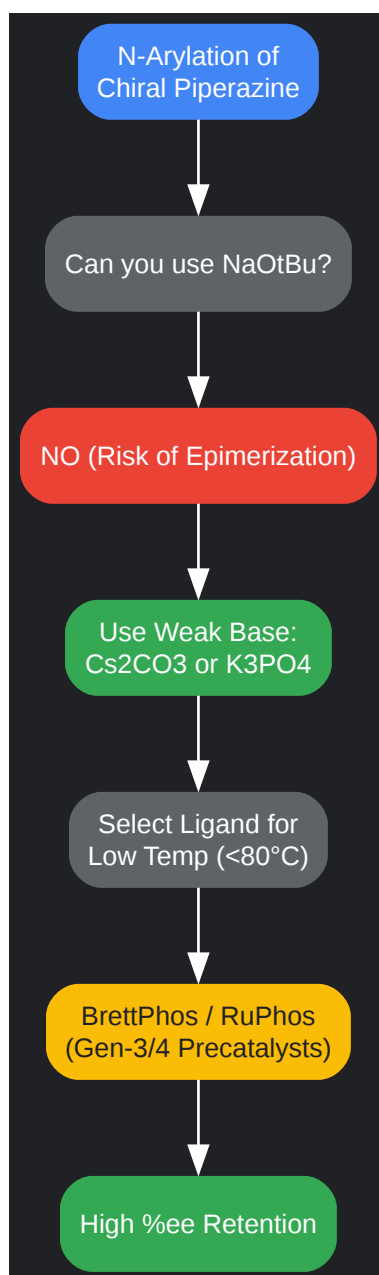 N-Arylation of
Chiral Piperazine
Can you use NaOtBu?
NO (Risk of Epimerization)
Use Weak Base:
Cs2CO3 or K3PO4
Select Ligand for
Low Temp (<80°C)
BrettPhos / RuPhos
(Gen-3/4 Precatalysts)
High %ee Retention